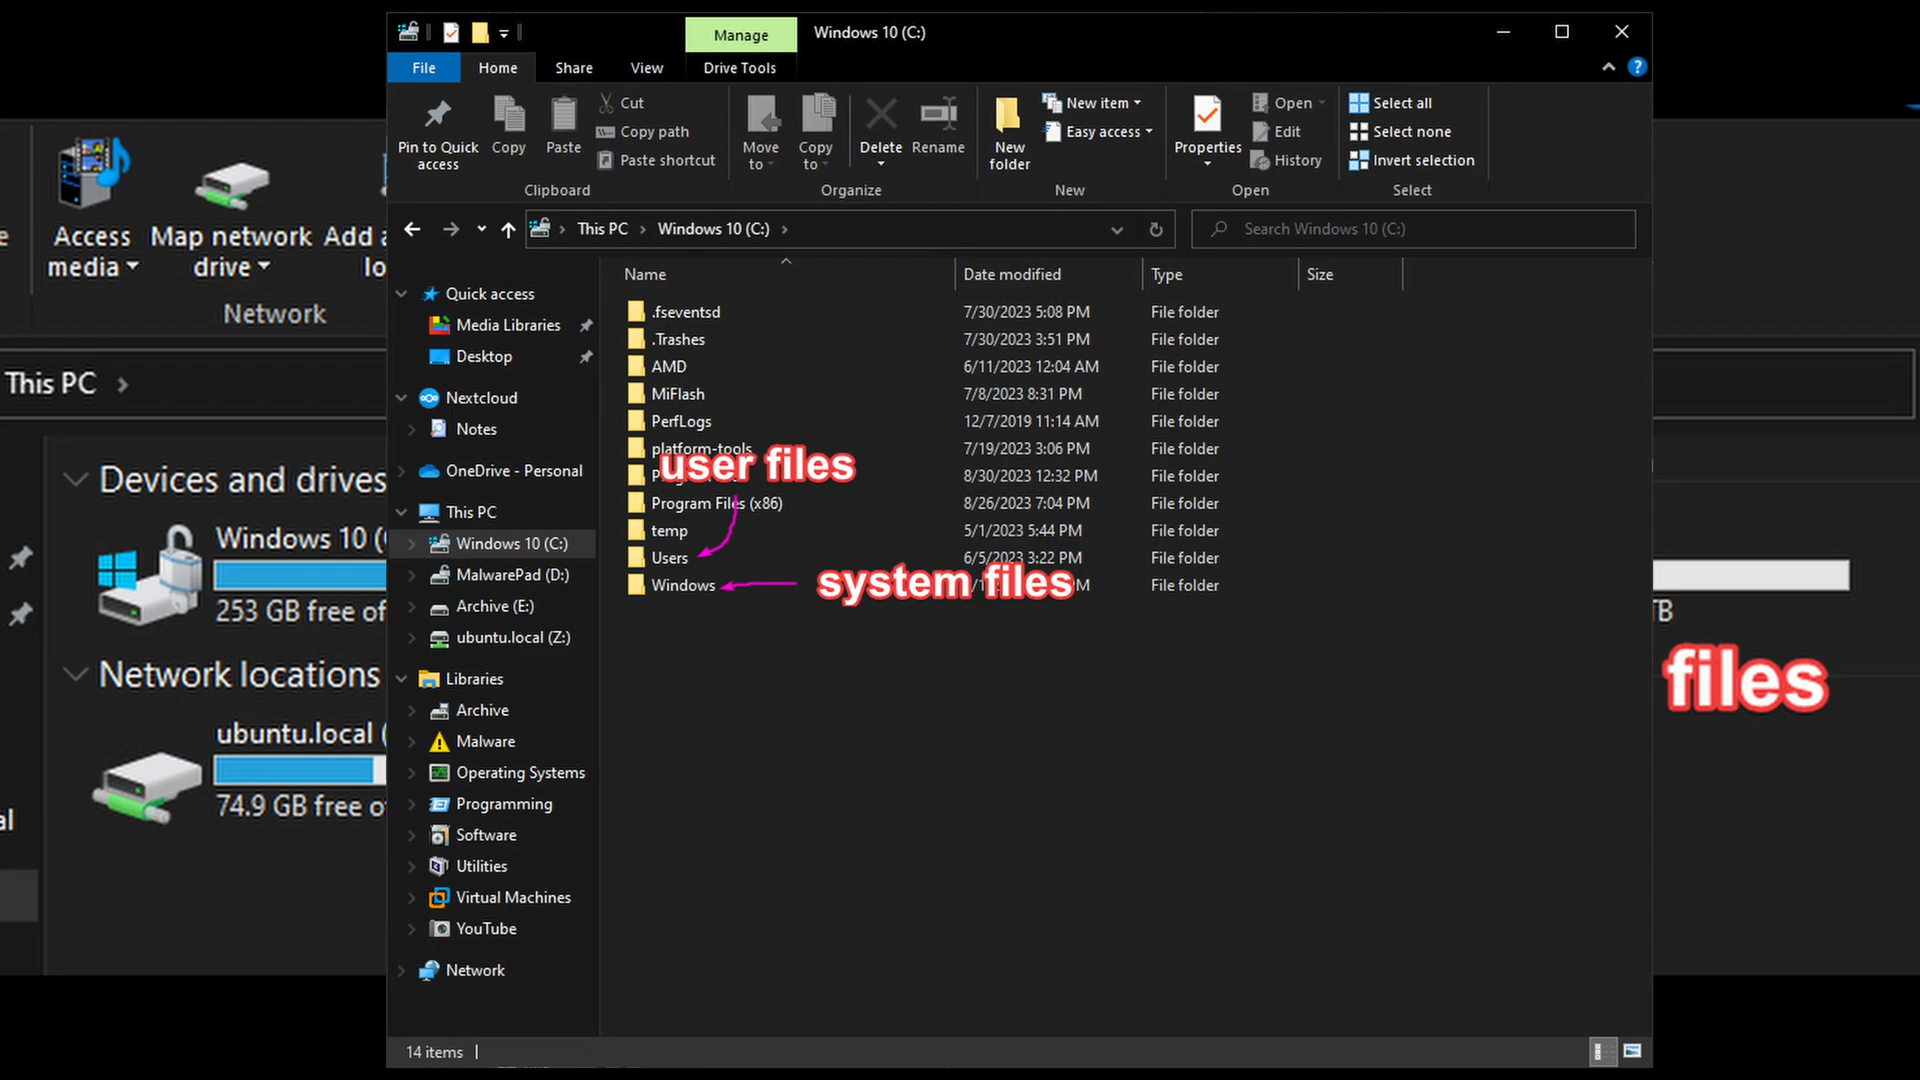 Manage
Windows 10 (C:)
File
Home
Share
View
Drive Tools
Pin to Quick
access
Copy
Paste
Cut
Copy path
Paste shortcut
Clipboard
Move
to
Copy
to
Delete
Rename
Organize
New
folder
New item
Easy access
New
Properties
Open
Edit
History
Open
Select all
Select none
Invert selection
Select
This PC
Windows 10 (C:)
Search Windows 10 (C:)
Access
media
Map network
drive
Network
This PC
Devices and drives
Windows 10
253 GB free
Network locations
ubuntu.local
74.9 GB free
Quick access
Media Libraries
Desktop
Nextcloud
Notes
OneDrive - Personal
This PC
Windows 10 (C:)
MalwarePad (D:)
Archive (E:)
ubuntu.local (Z:)
Libraries
Archive
Malware
Operating Systems
Programming
Software
Utilities
Virtual Machines
YouTube
Network
Name Date modified Type Size
.fseventsd 7/30/2023 5:08 PM File folder
.Trashes 7/30/2023 3:51 PM File folder
AMD 6/11/2023 12:04 AM File folder
MiFlash 7/8/2023 8:31 PM File folder
PerfLogs 12/7/2019 11:14 AM File folder
platform-tools 7/19/2023 3:06 PM File folder
user files
8/30/2023 12:32 PM File folder
Program Files (x86) 8/26/2023 7:04 PM File folder
temp 5/1/2023 5:44 PM File folder
Users 6/5/2023 3:22 PM File folder
Windows File folder
system files
TB
files
14 items